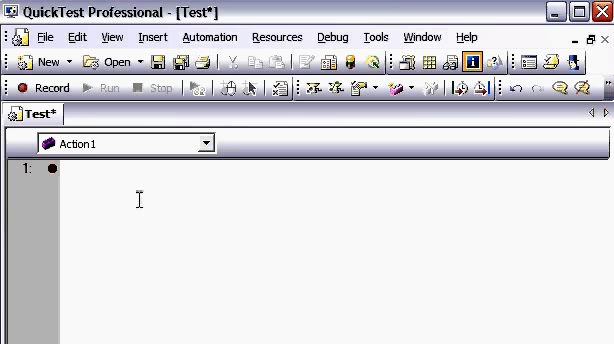 QuickTest Professional - [Test*]
File Edit View Insert Automation Resources Debug Tools Window Help
New Open
Record Run Stop
Test*
Action1
1: